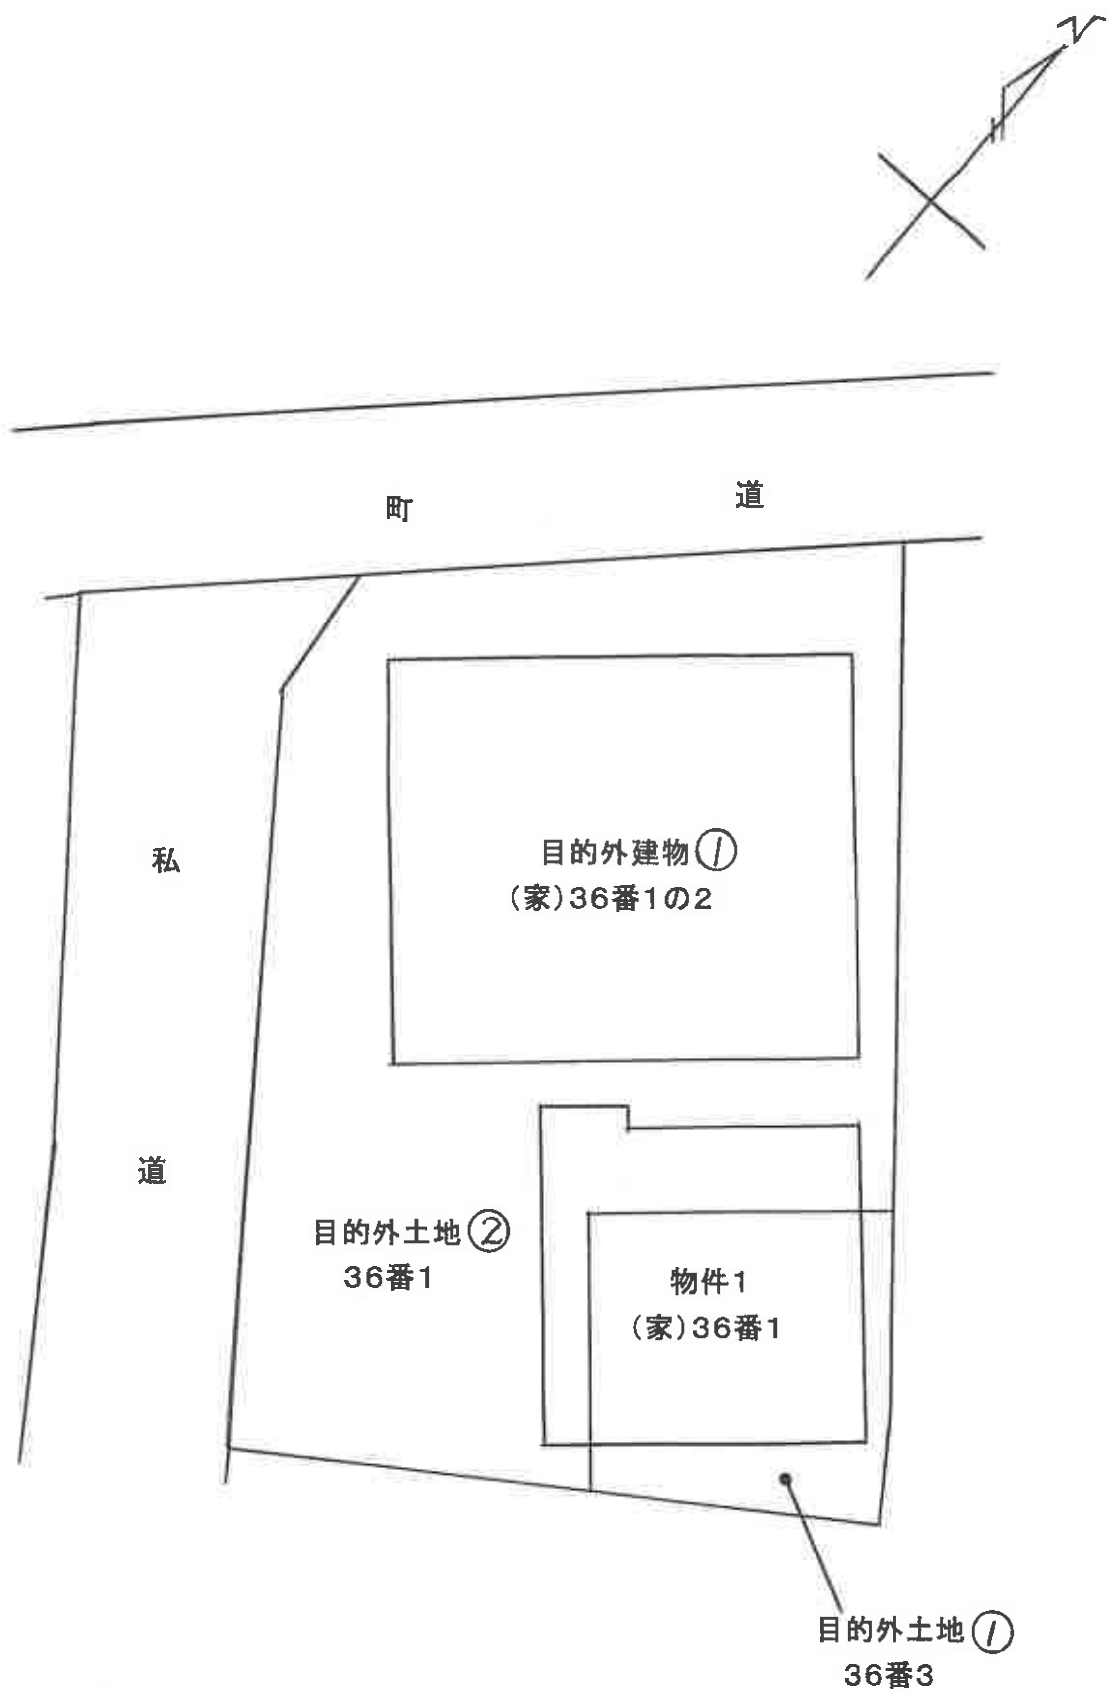 N
町 道
目的外建物①
(家)36番1の2
私
道
目的外土地②
36番1
物件1
(家)36番1
目的外土地①
36番3